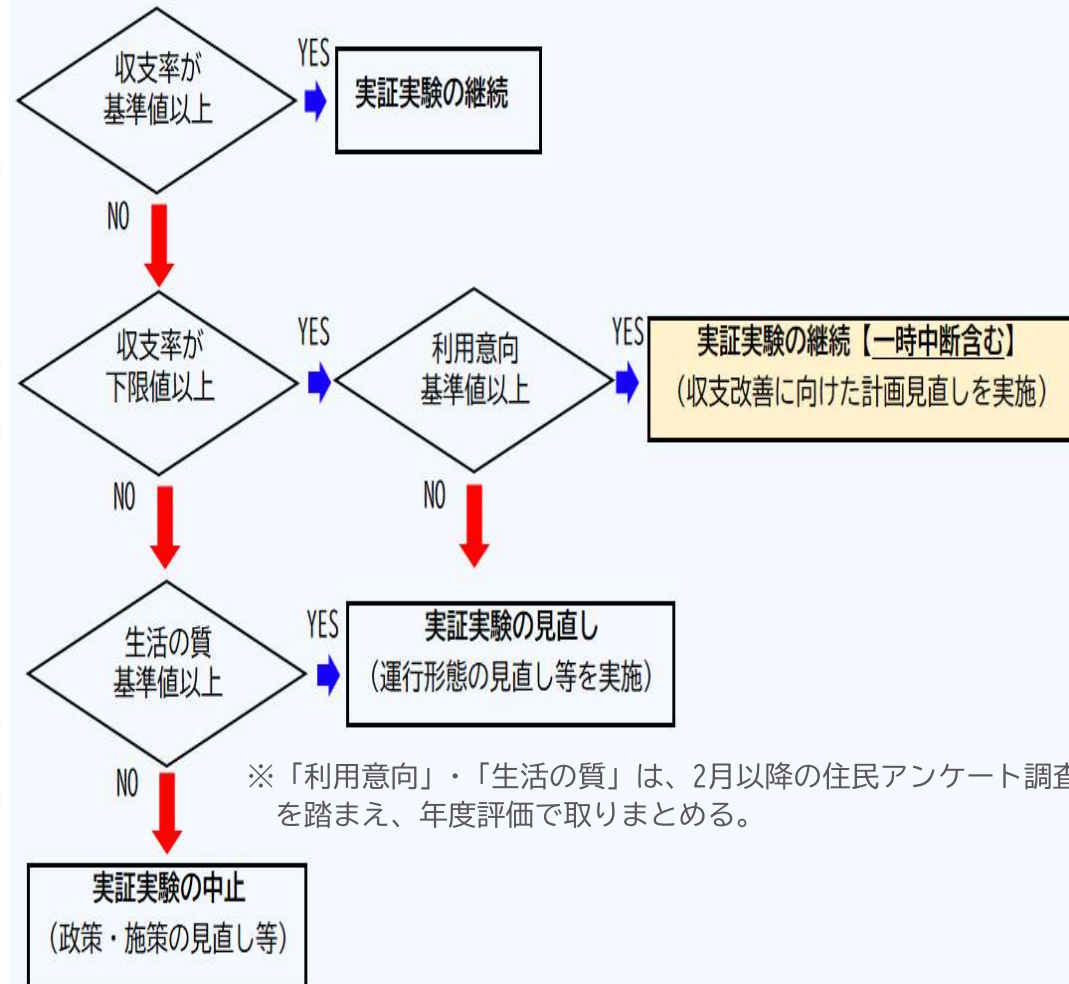 収支率が
基準値以上
YES
実証実験の継続
NO
収支率が
下限値以上
YES
利用意向
基準値以上
YES
実証実験の継続【一時中断含む】
（収支改善に向けた計画見直しを実施）
NO
NO
生活の質
基準値以上
YES
実証実験の見直し
（運行形態の見直し等を実施）
NO
※「利用意向」・「生活の質」は、2月以降の住民アンケート調査
を踏まえ、年度評価で取りまとめる。
実証実験の中止
（政策・施策の見直し等）